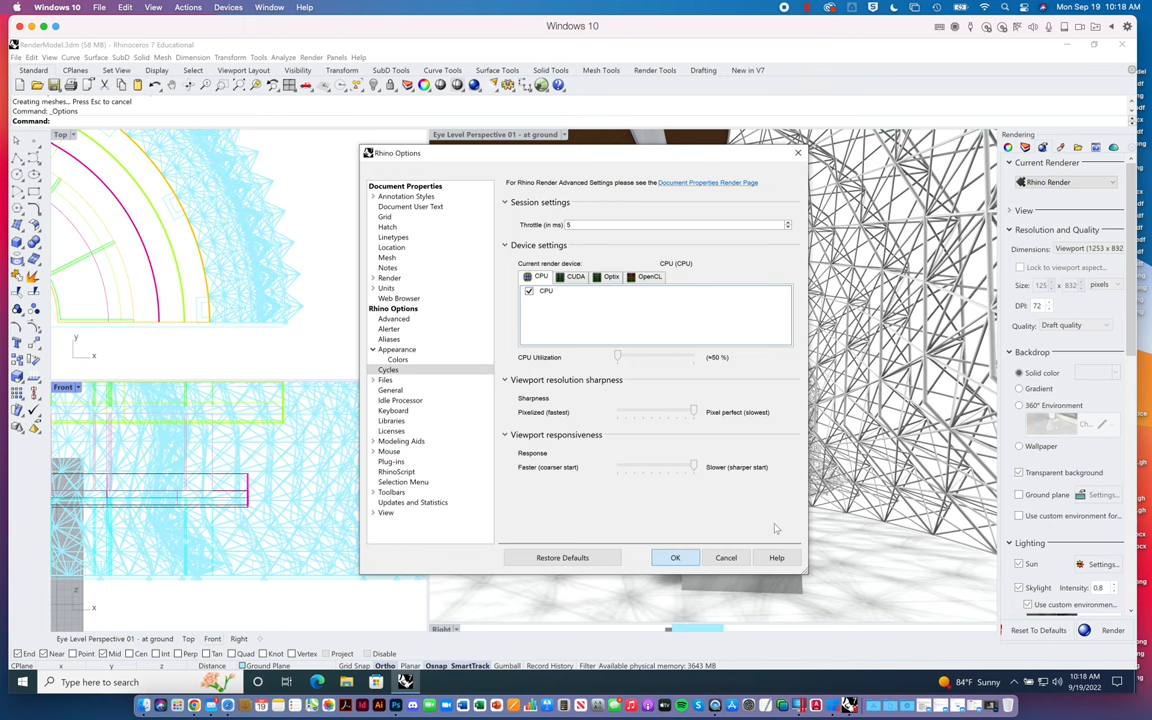 Windows 10 File Edit View Actions Devices Window Help
Mon Sep 19 10:18 AM
Windows 10
RenderModel.3dm (58 MB) - Rhinoceros 7 Educational
File Edit View Curve Surface SubD Solid Mesh Dimension Transform Tools Analyze Render Panels Help
Standard CPlanes Set View Display Select Viewport Layout Visibility Transform SubD Tools Curve Tools Surface Tools Solid Tools Mesh Tools Render Tools Drafting New in V7
Creating meshes... Press Esc to cancel
Command: _Options
Command:
Top
Eye Level Perspective 01 - at ground
y
x
Front
z
x
Right
Rhino Options
Document Properties
Annotation Styles
Document User Text
Grid
Hatch
Linetypes
Location
Mesh
Notes
Render
Units
Web Browser
Rhino Options
Advanced
Alerter
Aliases
Appearance
Colors
Cycles
Files
General
Idle Processor
Keyboard
Libraries
Licenses
Modeling Aids
Mouse
Plug-ins
RhinoScript
Selection Menu
Toolbars
Updates and Statistics
View
For Rhino Render Advanced Settings please see the Document Properties Render Page
Session settings
Throttle (in ms) 5
Device settings
Current render device: CPU (CPU)
CPU CUDA Optix OpenCL
CPU
CPU Utilization (≈50 %)
Viewport resolution sharpness
Sharpness
Pixelized (fastest) Pixel perfect (slowest)
Viewport responsiveness
Response
Faster (coarser start) Slower (sharper start)
Restore Defaults OK Cancel Help
Rendering
Current Renderer
Rhino Render
View
Resolution and Quality
Dimensions: Viewport (1253 x 832
Lock to viewport aspect...
Size: 125 x 832 pixels
DPI: 72
Quality: Draft quality
Backdrop
Solid color
Gradient
360° Environment
Ch...
Wallpaper
Transparent background
Ground plane Settings...
Use custom environment for...
Lighting
Sun Settings...
Skylight Intensity: 0.8
Use custom environmen...
Reset To Defaults Render
Eye Level Perspective 01 - at ground Top Front Right
End Near Point Mid Cen Int Perp Tan Quad Knot Vertex Project Disable
CPlane x y z Distance Ground Plane Grid Snap Ortho Planar Osnap SmartTrack Gumball Record History Filter Available physical memory: 3643 MB
Type here to search
84°F Sunny
10:18 AM
9/19/2022